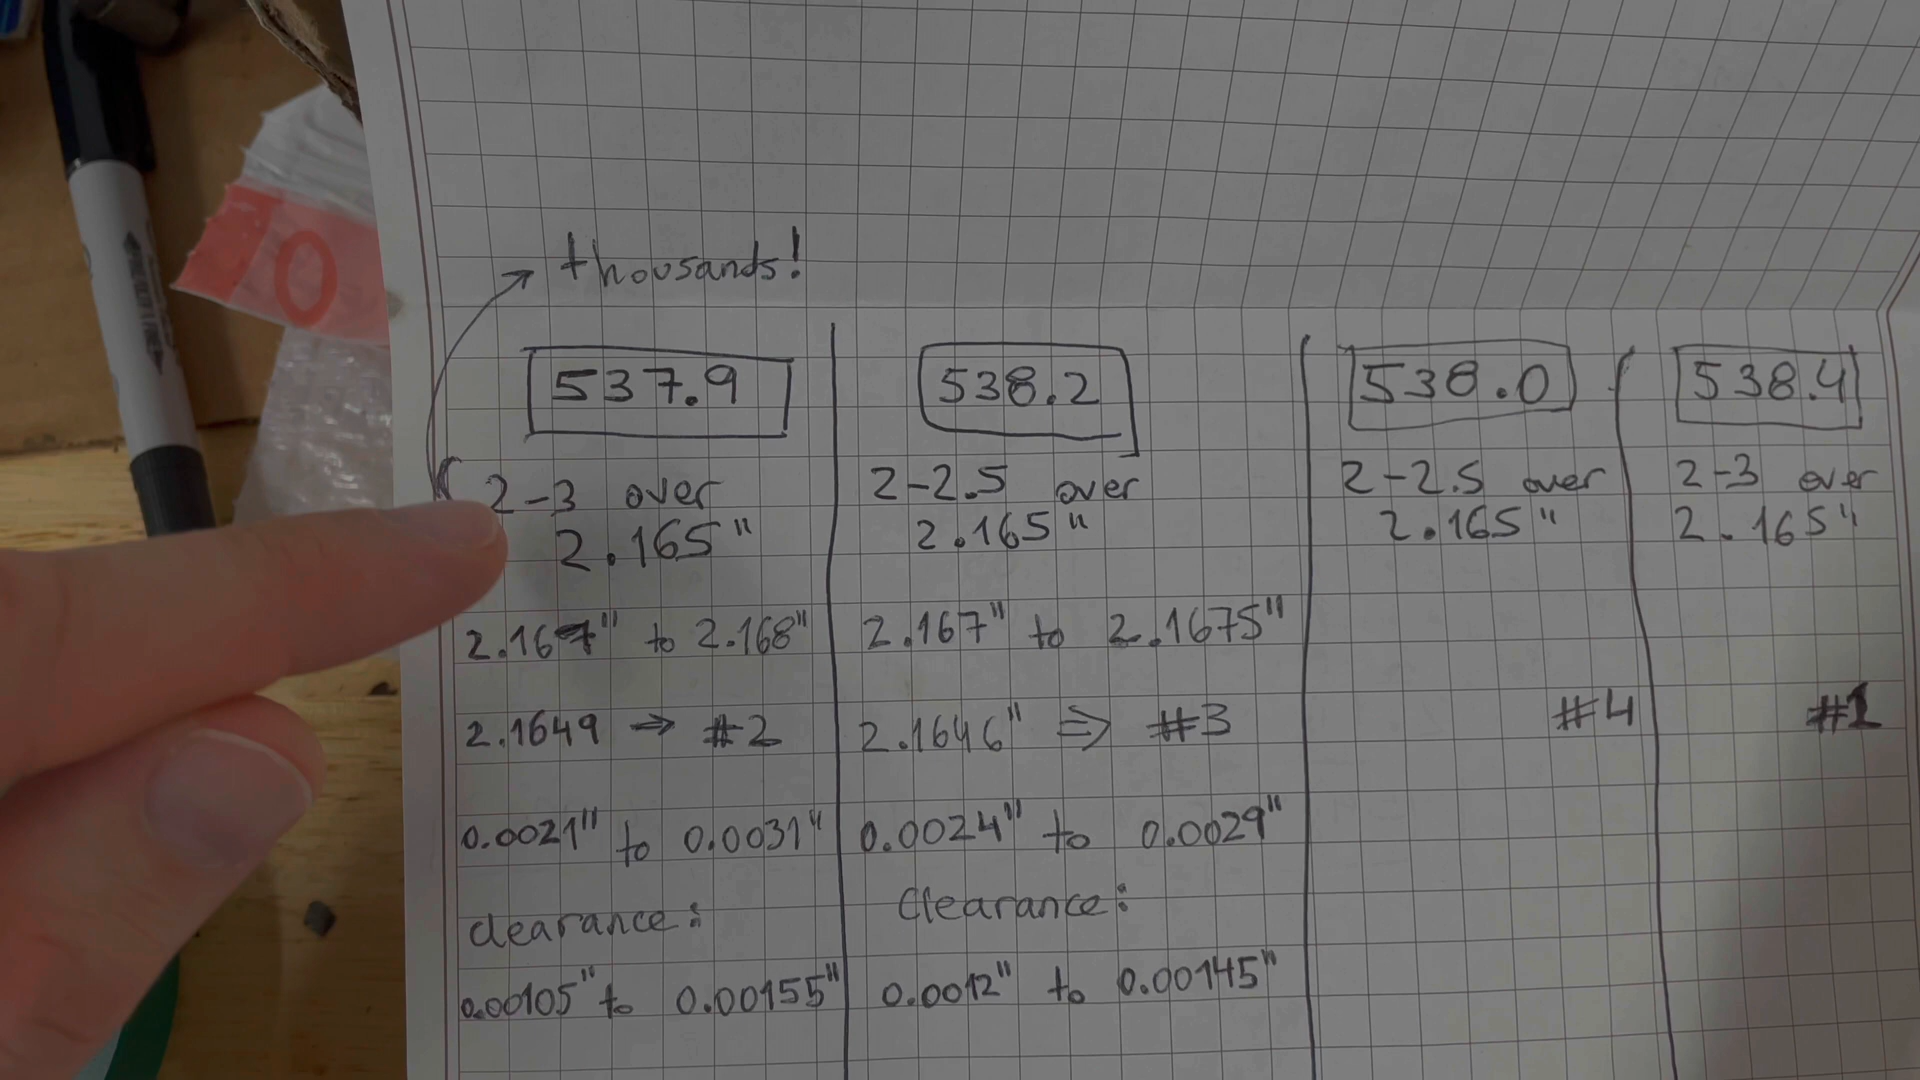 thousands!
537.9
2-3 over
2.165"
2.167" to 2.168"
2.1649 ⇒ #2
0.0021" to 0.0031"
clearance:
0.00105" to 0.00155"
538.2
2-2.5 over
2.165"
2.167" to 2.1675"
2.1646" ⇒ #3
0.0024" to 0.0029"
Clearance:
0.0012" to 0.00145"
538.0
2-2.5 over
2.165"
#4
538.4
2-3 over
2.165"
#1
0